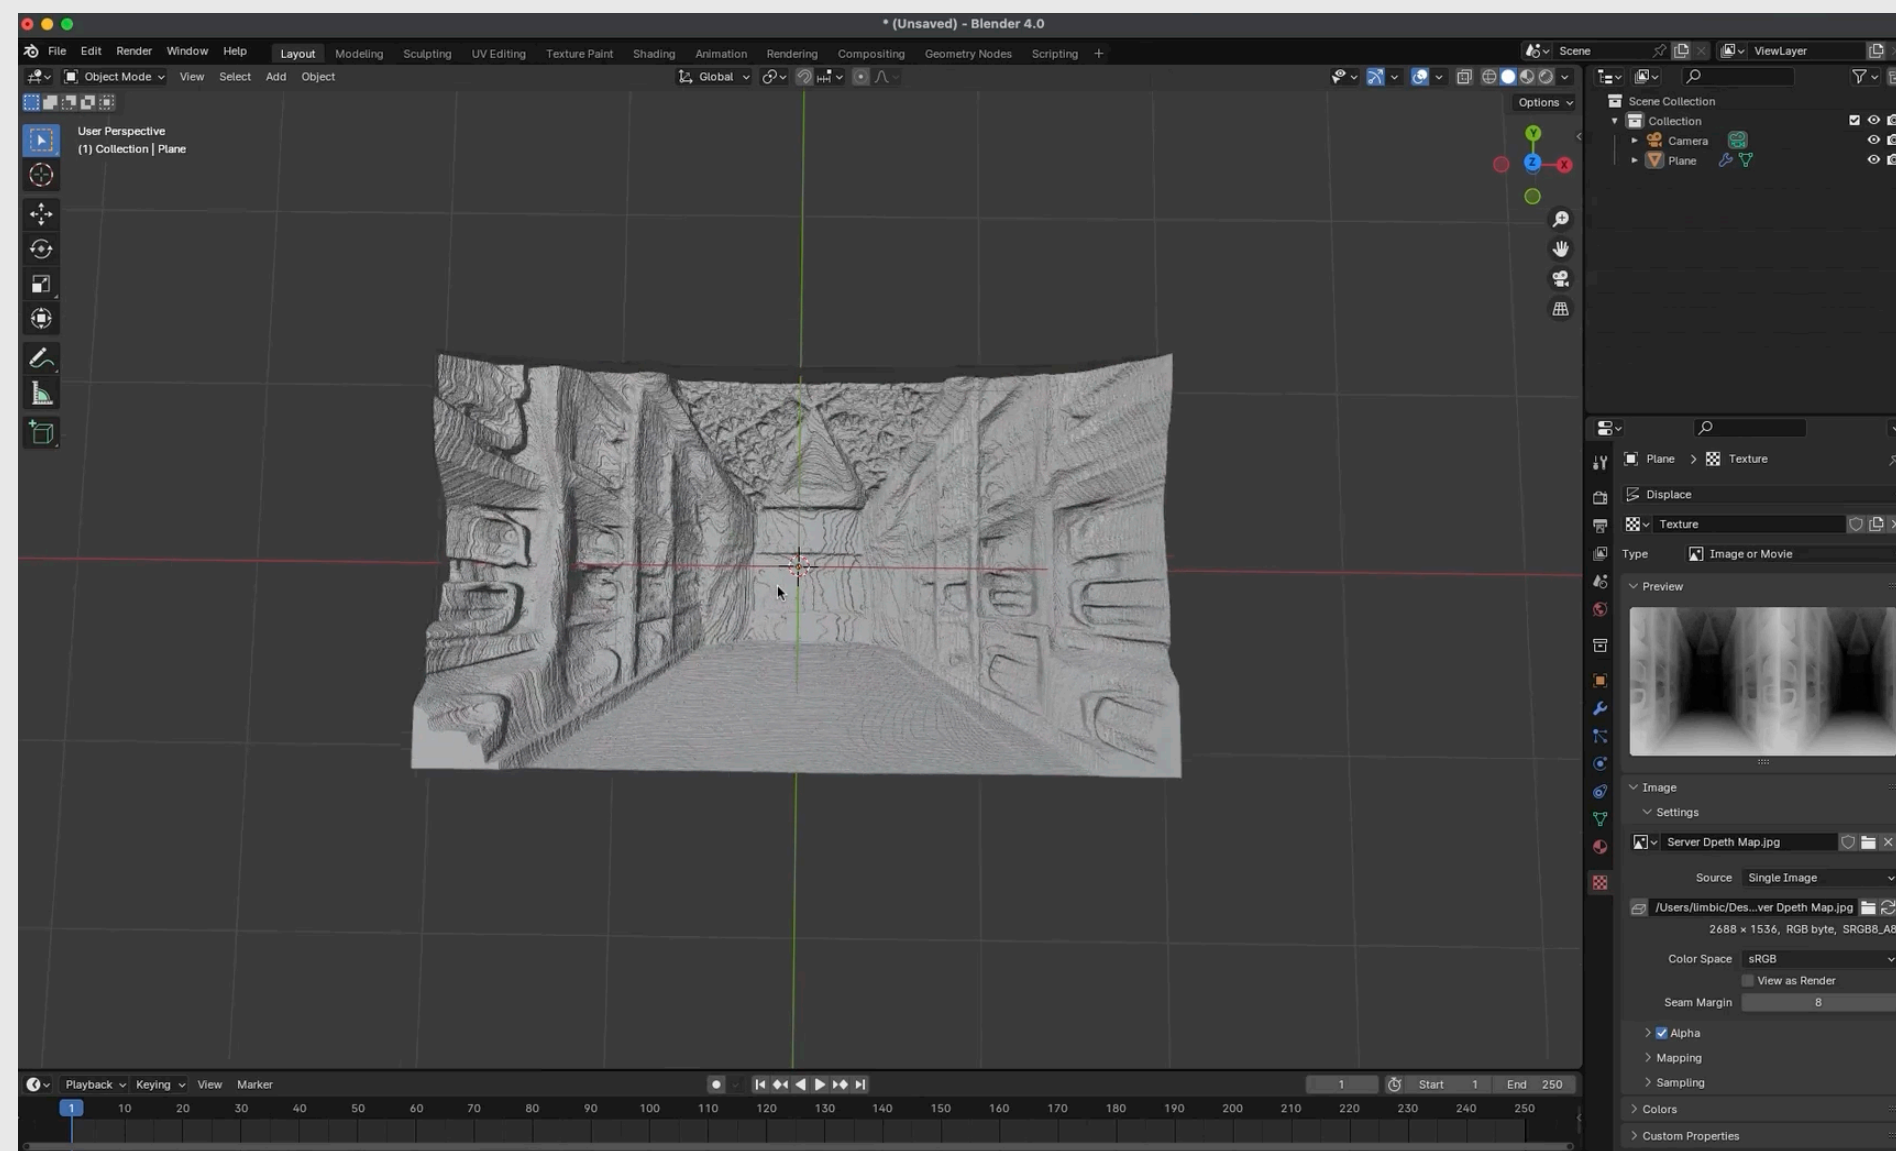 * (Unsaved) - Blender 4.0
File Edit Render Window Help Layout Modeling Sculpting UV Editing Texture Paint Shading Animation Rendering Compositing Geometry Nodes Scripting + Scene ViewLayer
Object Mode View Select Add Object Global
Options
User Perspective
(1) Collection | Plane
Y
Z X
Scene Collection
Collection
Camera
Plane
Plane > Texture
Displace
Texture
Type Image or Movie
Preview
Image
Settings
Server Dpeth Map.jpg
Source Single Image
/Users/limbic/Des...ver Dpeth Map.jpg
2688 × 1536, RGB byte, SRGB8_A8
Color Space sRGB
View as Render
Seam Margin 8
Alpha
Mapping
Sampling
Colors
Custom Properties
Playback Keying View Marker 1 Start 1 End 250
1 10 20 30 40 50 60 70 80 90 100 110 120 130 140 150 160 170 180 190 200 210 220 230 240 250